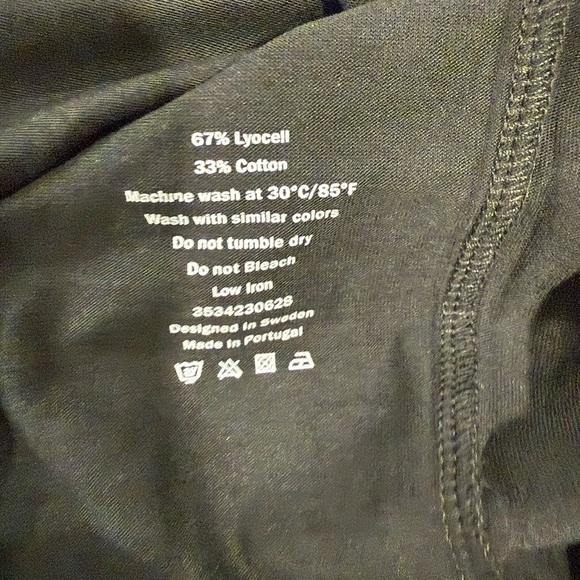 67% Lyocell
33% Cotton
Machine wash at 30°C/85°F
Wash with similar colors
Do not tumble dry
Do not Bleach
Low Iron
3534230628
Designed in Sweden
Made in Portugal